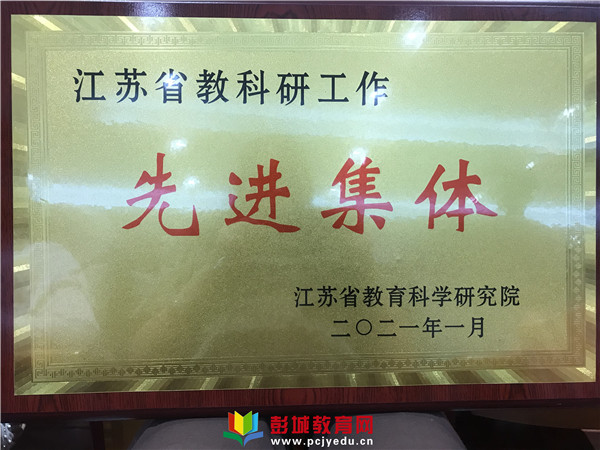 江苏省教科研工作
先进集体
江苏省教育科学研究院
二〇二一年一月
彭城教育网
www.pcjyedu.cn